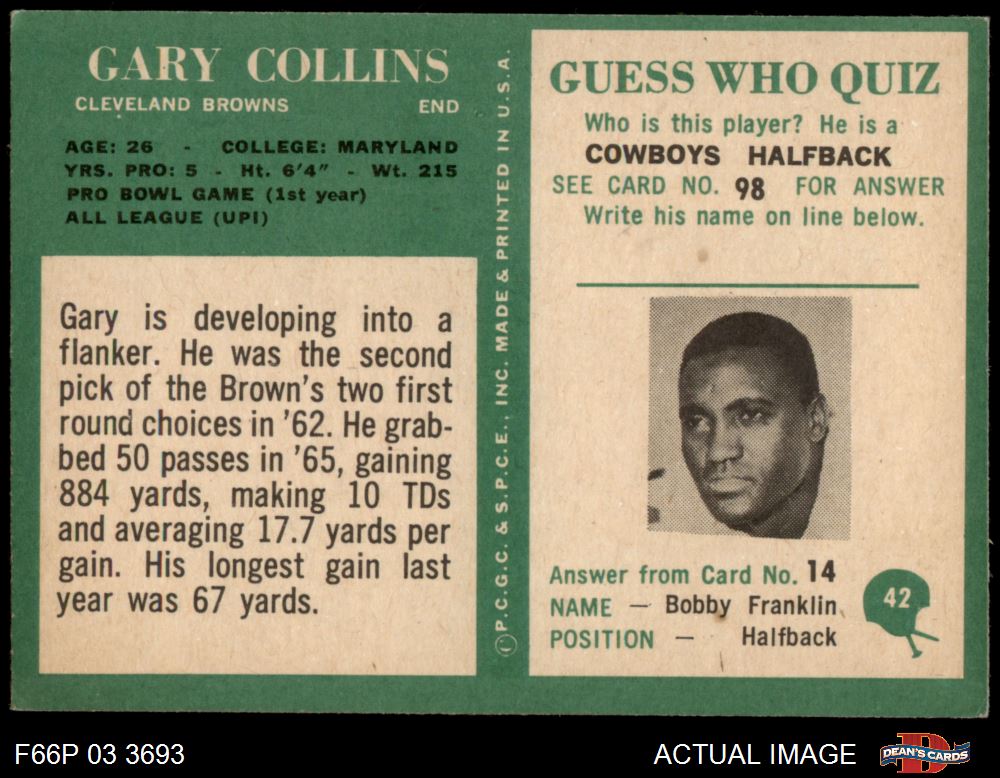 GARY COLLINS
CLEVELAND BROWNS END
AGE: 26 - COLLEGE: MARYLAND
YRS. PRO: 5 - Ht. 6'4" - Wt. 215
PRO BOWL GAME (1st year)
ALL LEAGUE (UPI)
Gary is developing into a
flanker. He was the second
pick of the Brown's two first
round choices in '62. He grab-
bed 50 passes in '65, gaining
884 yards, making 10 TDs
and averaging 17.7 yards per
gain. His longest gain last
year was 67 yards.
©P.C.G.C. & S.P.C.E., INC. MADE & PRINTED IN U.S.A.
GUESS WHO QUIZ
Who is this player? He is a
COWBOYS HALFBACK
SEE CARD NO. 98 FOR ANSWER
Write his name on line below.
Answer from Card No. 14
NAME — Bobby Franklin
POSITION — Halfback
42
F66P 03 3693
ACTUAL IMAGE
DEAN'S CARDS